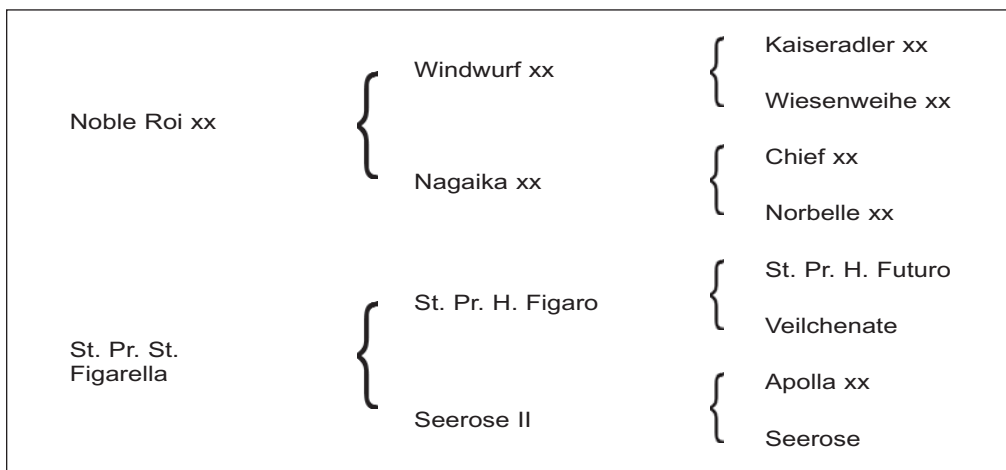 Kaiseradler xx
Windwurf xx
Wiesenweihe xx
Noble Roi xx
Chief xx
Nagaika xx
Norbelle xx
St. Pr. H. Futuro
St. Pr. H. Figaro
Veilchenate
St. Pr. St.
Figarella
Apolla xx
Seerose II
Seerose